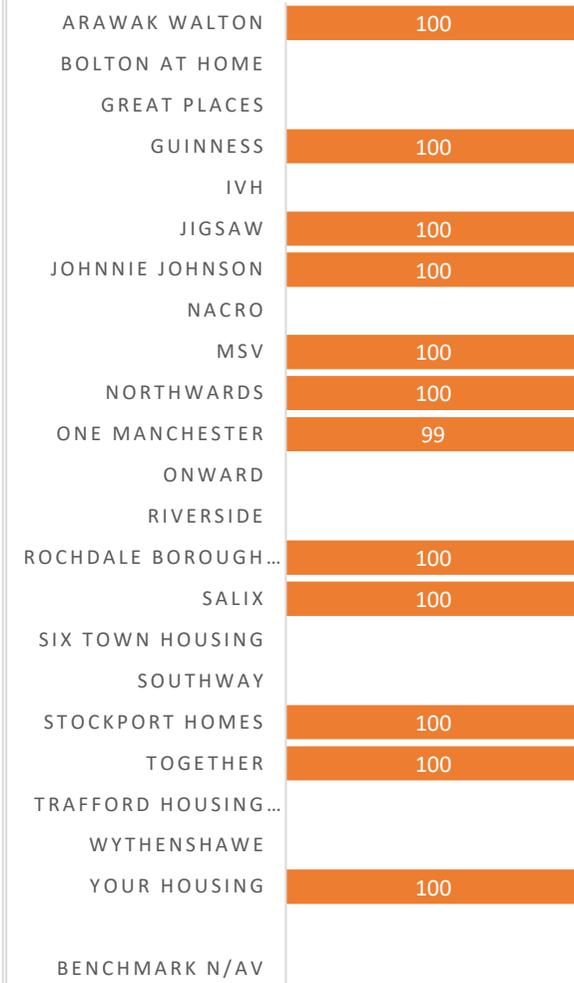 ARAWAK WALTON 100
BOLTON AT HOME
GREAT PLACES
GUINNESS 100
IVH
JIGSAW 100
JOHNNIE JOHNSON 100
NACRO
MSV 100
NORTHWARDS 100
ONE MANCHESTER 99
ONWARD
RIVERSIDE
ROCHDALE BOROUGH… 100
SALIX 100
SIX TOWN HOUSING
SOUTHWAY
STOCKPORT HOMES 100
TOGETHER 100
TRAFFORD HOUSING…
WYTHENSHAWE
YOUR HOUSING 100
BENCHMARK N/AV